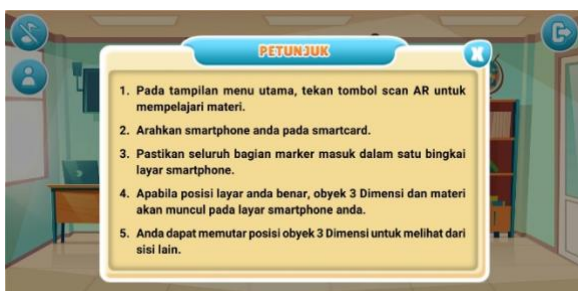 PETUNJUK
X
1. Pada tampilan menu utama, tekan tombol scan AR untuk
mempelajari materi.
2. Arahkan smartphone anda pada smartcard.
3. Pastikan seluruh bagian marker masuk dalam satu bingkai
layar smartphone.
4. Apabila posisi layar anda benar, obyek 3 Dimensi dan materi
akan muncul pada layar smartphone anda.
5. Anda dapat memutar posisi obyek 3 Dimensi untuk melihat dari
sisi lain.